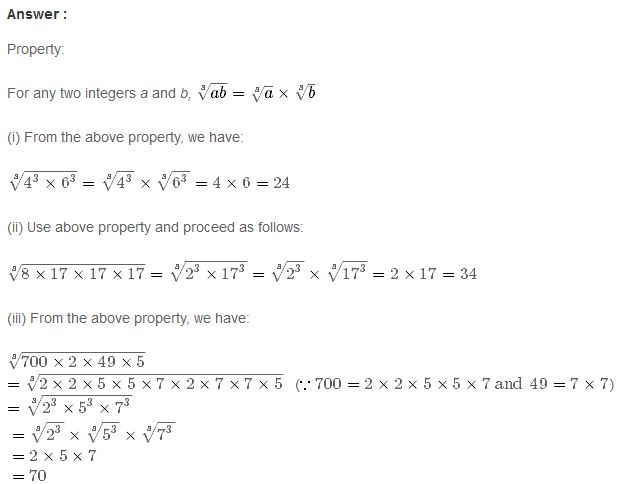 Answer :
Property:
For any two integers a and b, ∛ab = ∛a × ∛b
(i) From the above property, we have:
∛4³ × 6³ = ∛4³ × ∛6³ = 4 × 6 = 24
(ii) Use above property and proceed as follows:
∛8 × 17 × 17 × 17 = ∛2³ × 17³ = ∛2³ × ∛17³ = 2 × 17 = 34
(iii) From the above property, we have:
∛700 × 2 × 49 × 5
= ∛2 × 2 × 5 × 5 × 7 × 2 × 7 × 7 × 5 (∵ 700 = 2 × 2 × 5 × 5 × 7 and 49 = 7 × 7)
= ∛2³ × 5³ × 7³
= ∛2³ × ∛5³ × ∛7³
= 2 × 5 × 7
= 70